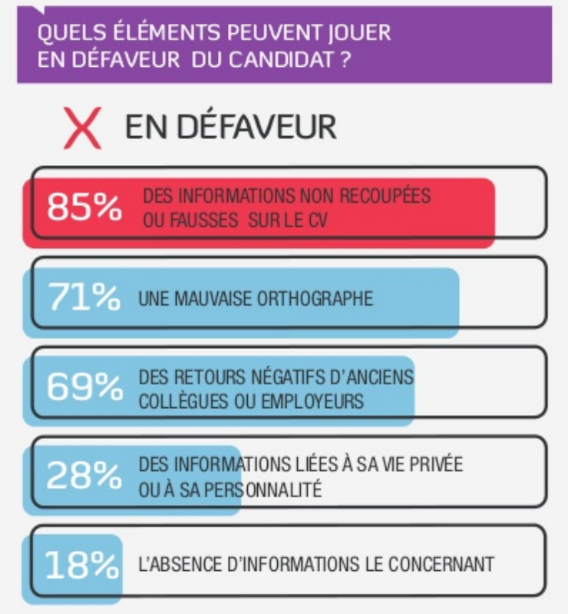 QUELS ÉLÉMENTS PEUVENT JOUER
EN DÉFAVEUR DU CANDIDAT ?
X EN DÉFAVEUR
85% DES INFORMATIONS NON RECOUPÉES
OU FAUSSES SUR LE CV
71% UNE MAUVAISE ORTHOGRAPHE
69% DES RETOURS NÉGATIFS D'ANCIENS
COLLÈGUES OU EMPLOYEURS
28% DES INFORMATIONS LIÉES À SA VIE PRIVÉE
OU À SA PERSONNALITÉ
18% L'ABSENCE D'INFORMATIONS LE CONCERNANT